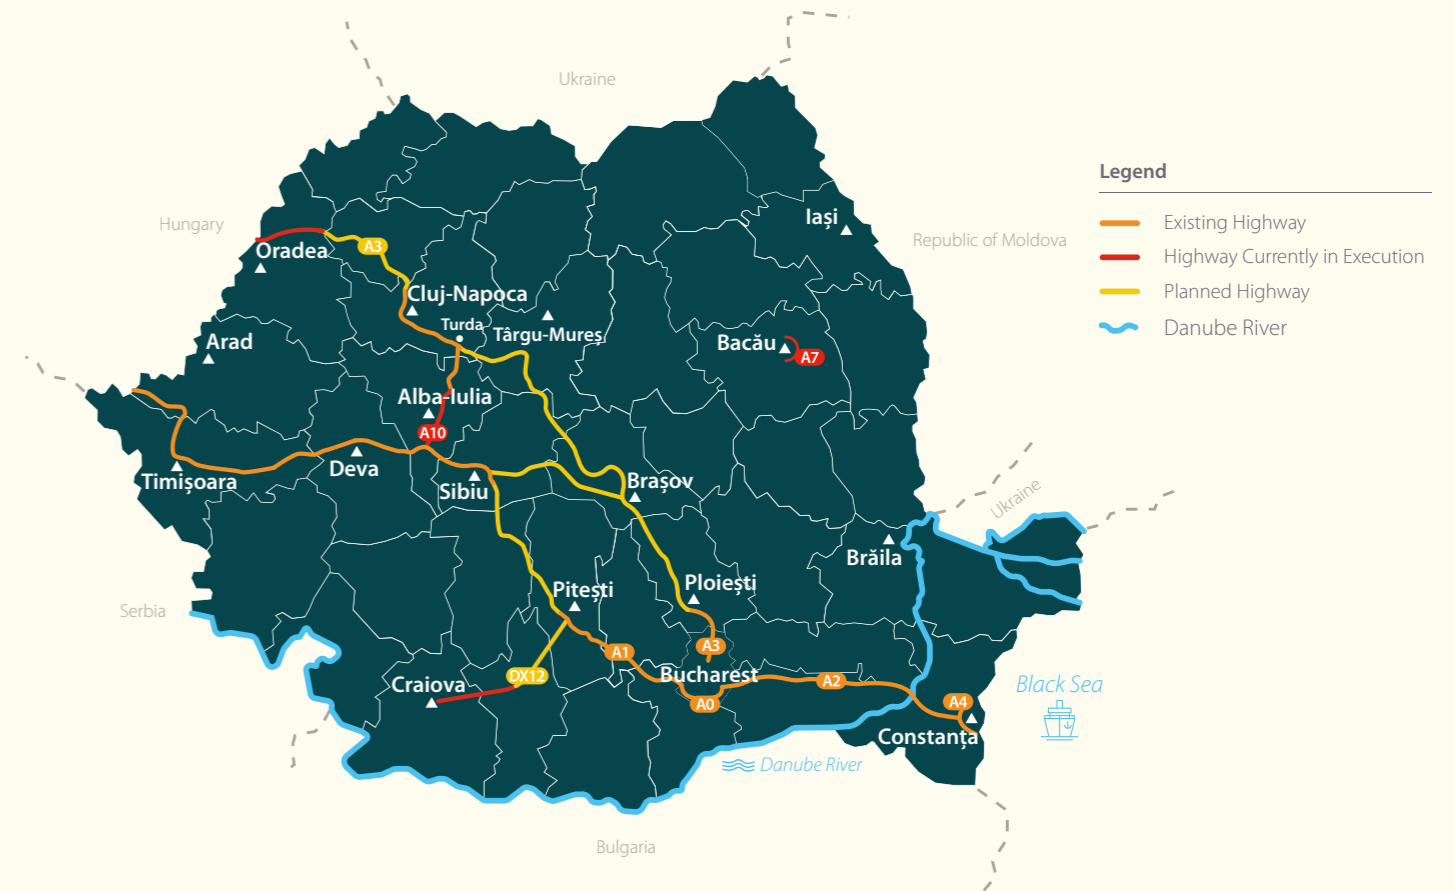 Ukraine
Legend
Iași
Hungary
Existing Highway
Republic of Moldova
A3
Oradea
Highway Currently in Execution
Cluj-Napoca
Planned Highway
Turda
Danube River
Târgu-Mureș
Arad
Bacău
A7
Alba-Iulia
A10
Deva
Timișoara
Sibiu
Brașov
Ukraine
Brăila
Ploiești
Pitești
Serbia
A3
A1
Bucharest
DX12
A2
Craiova
Black Sea
A0
A4
Constanța
Danube River
Bulgaria